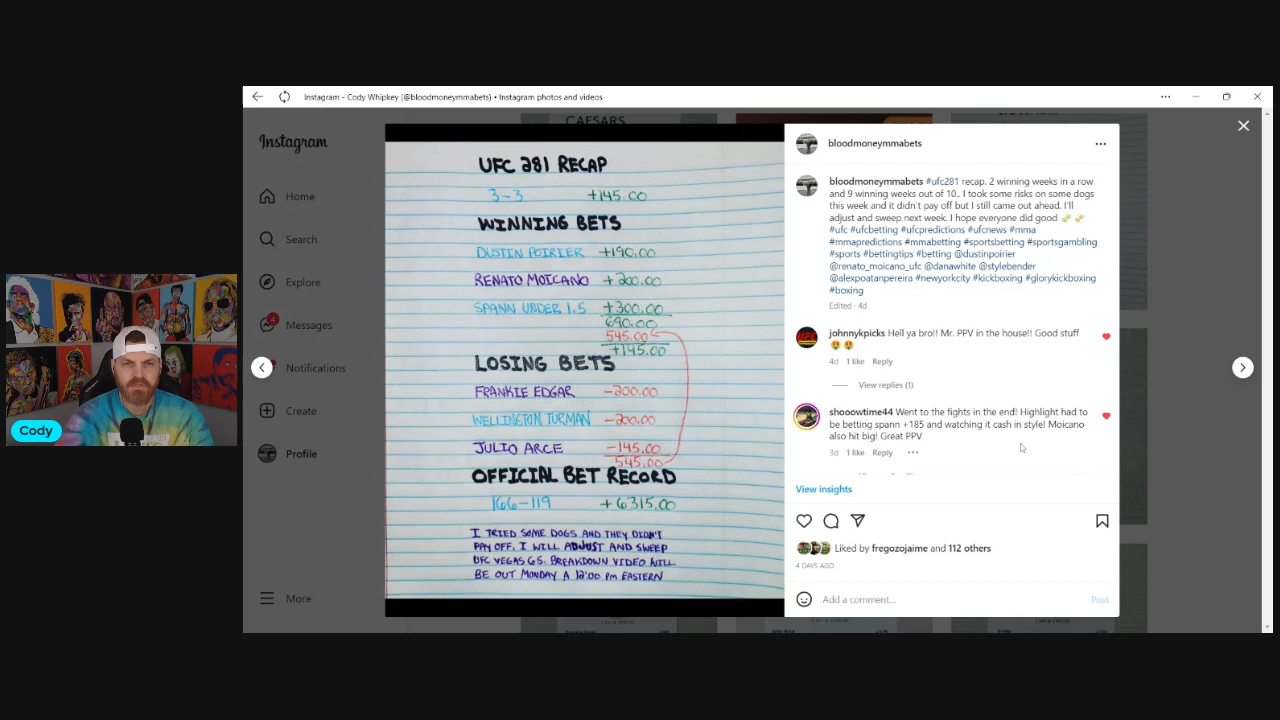 Instagram - Cody Whipkey (@bloodmoneymmabets) • Instagram photos and videos
Instagram
Home
Search
Explore
4
Messages
Notifications
Create
Profile
More
Cody
CAESARS
UFC 281 RECAP
3-3 +145.00
WINNING BETS
DUSTIN POIRIER +190.00
RENATO MOICANO +200.00
SPANN UNDER 1.5 +300.00
690.00
545.00
+145.00
LOSING BETS
FRANKIE EDGAR -200.00
WELLINGTON TURMAN -200.00
JULIO ARCE -145.00
545.00
OFFICIAL BET RECORD
166-119 +6315.00
I TRIED SOME DOGS AND THEY DIDN'T
PAY OFF. I WILL ADJUST AND SWEEP
UFC VEGAS 65. BREAKDOWN VIDEO WILL
BE OUT MONDAY A 12:00 PM EASTERN
bloodmoneymmabets
bloodmoneymmabets #ufc281 recap. 2 winning weeks in a row
and 9 winning weeks out of 10.. I took some risks on some dogs
this week and it didn't pay off but I still came out ahead. I'll
adjust and sweep next week. I hope everyone did good
#ufc #ufcbetting #ufcpredictions #ufcnews #mma
#mmapredictions #mmabetting #sportsbetting #sportsgambling
#sports #bettingtips #betting @dustinpoirier
@renato_moicano_ufc @danawhite @stylebender
@alexpoatanpereira #newyorkcity #kickboxing #glorykickboxing
#boxing
Edited · 4d
johnnykpicks Hell ya bro!! Mr. PPV in the house!! Good stuff
4d 1 like Reply
View replies (1)
shooowtime44 Went to the fights in the end! Highlight had to
be betting spann +185 and watching it cash in style! Moicano
also hit big! Great PPV
3d 1 like Reply
View insights
Liked by fregozojaime and 112 others
4 DAYS AGO
Add a comment...
Post